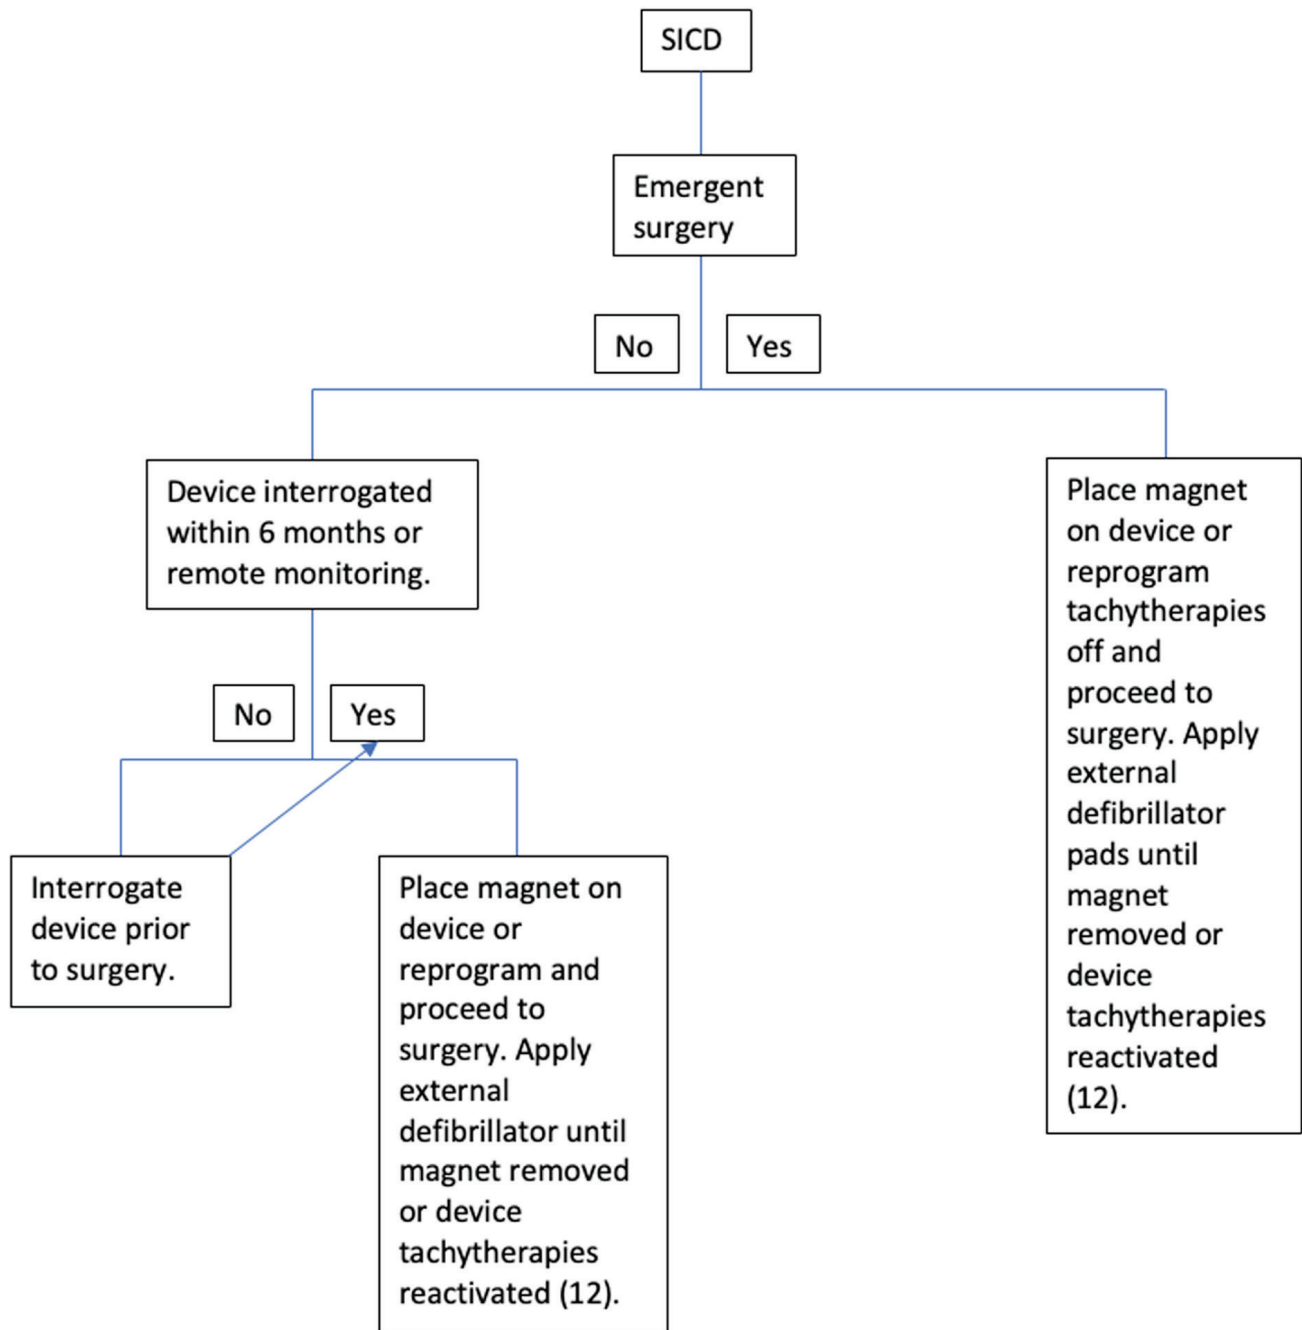 SICD
Emergent
surgery
No
Yes
Device interrogated
within 6 months or
remote monitoring.
No
Yes
Interrogate
device prior
to surgery.
Place magnet on
device or
reprogram and
proceed to
surgery. Apply
external
defibrillator until
magnet removed
or device
tachytherapies
reactivated (12).
Place magnet
on device or
reprogram
tachytherapies
off and
proceed to
surgery. Apply
external
defibrillator
pads until
magnet
removed or
device
tachytherapies
reactivated
(12).